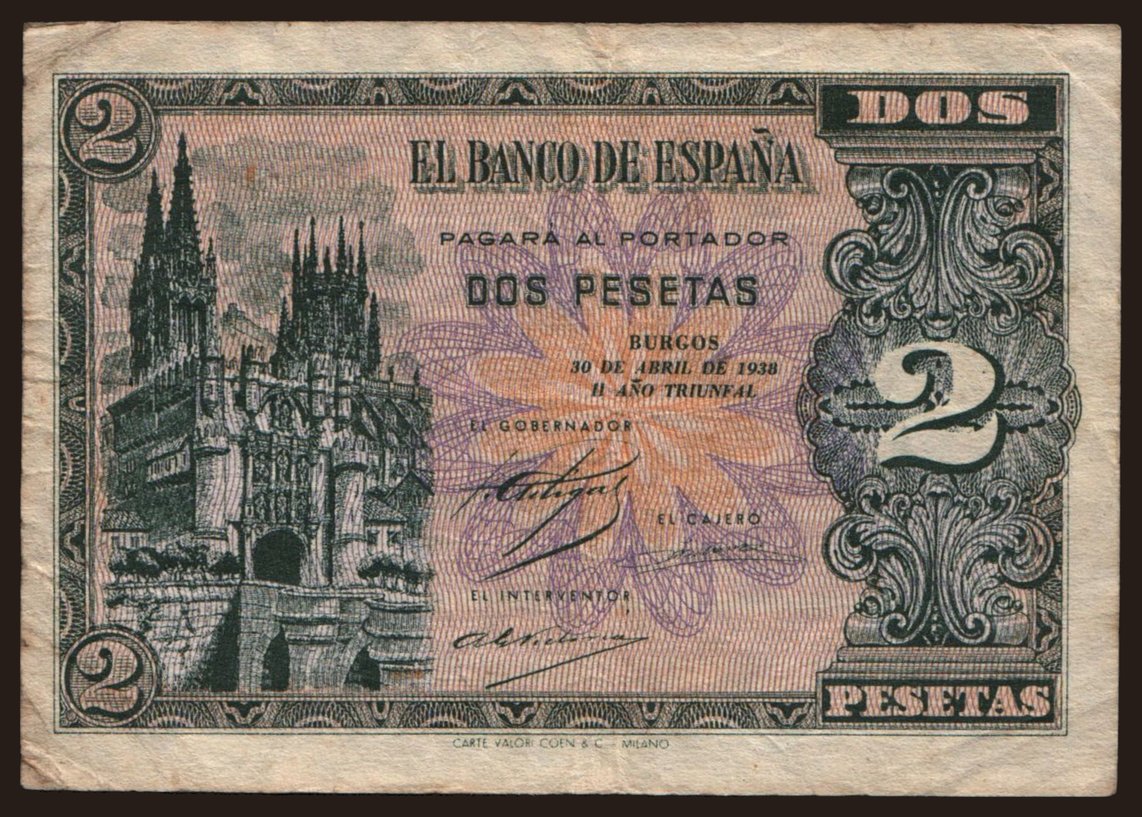 2
DOS
EL BANCO DE ESPAÑA
PAGARÁ AL PORTADOR
DOS PESETAS
BURGOS
30 DE ABRIL DE 1938
II AÑO TRIUNFAL
2
EL GOBERNADOR
EL CAJERO
EL INTERVENTOR
2
PESETAS
CARTE VALORI COEN & C. - MILANO